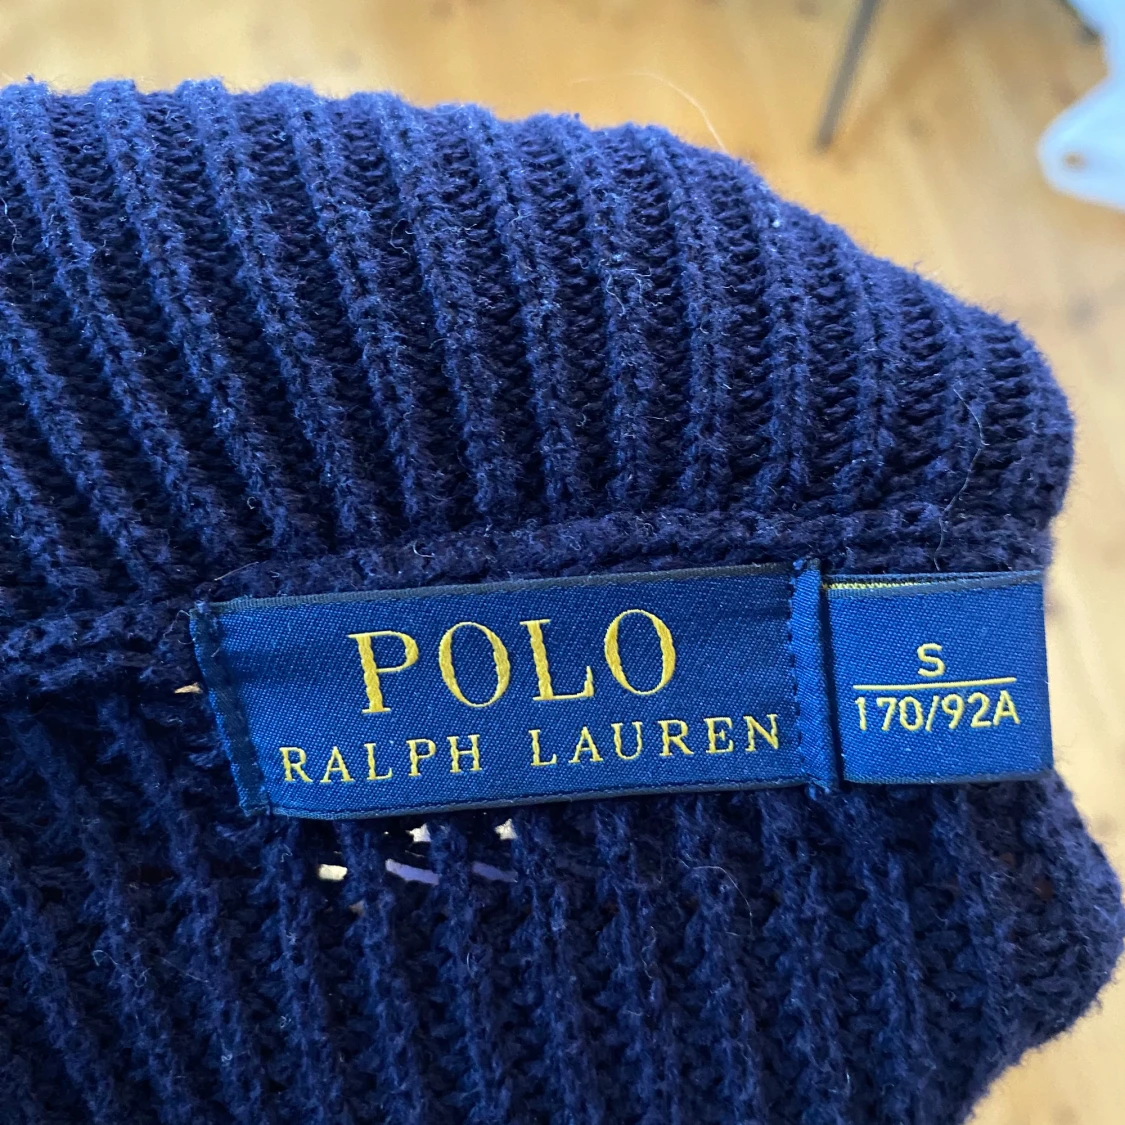 POLO
RALPH LAUREN
S
170/92A